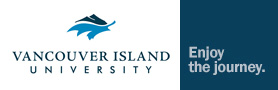 VANCOUVER ISLAND
UNIVERSITY
Enjoy
the journey.